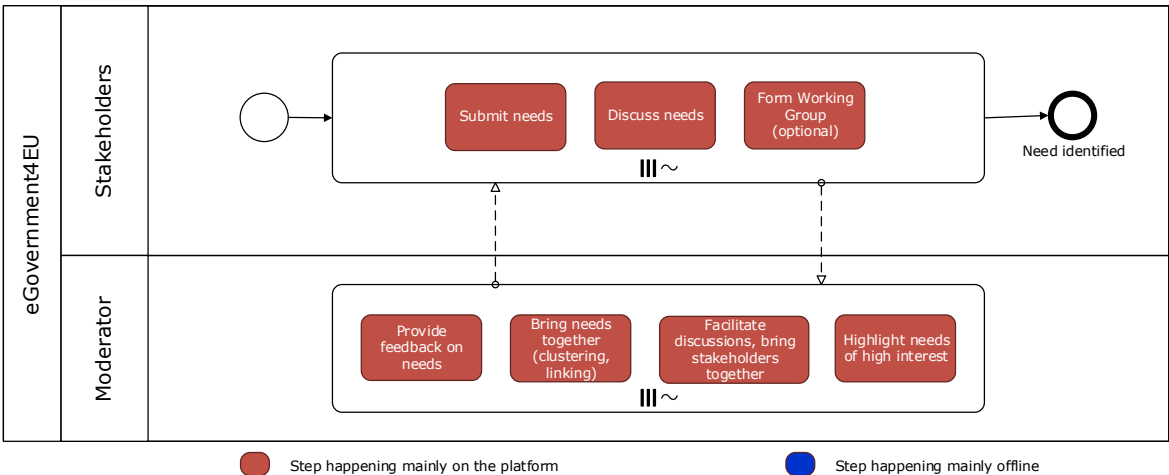 eGovernment4EU
Stakeholders
Submit needs
Discuss needs
Form Working
Group
(optional)
Need identified
Moderator
Provide
feedback on
needs
Bring needs
together
(clustering,
linking)
Facilitate
discussions, bring
stakeholders
together
Highlight needs
of high interest
Step happening mainly on the platform
Step happening mainly offline